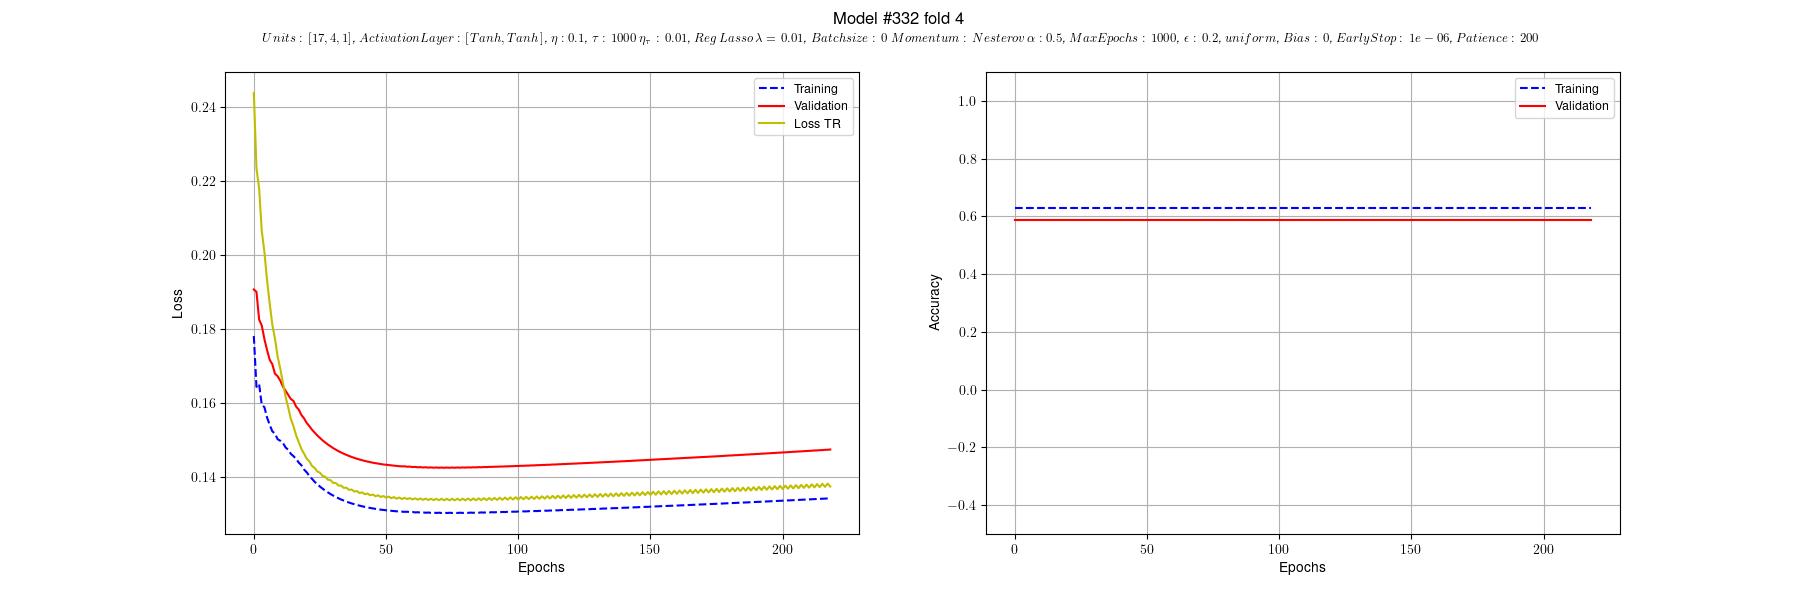 Model #332 fold 4
Units : [17, 4, 1], ActivationLayer : [Tanh, Tanh], η : 0.1, τ : 1000 η_τ : 0.01, Reg Lasso λ = 0.01, Batchsize : 0 Momentum : Nesterov α : 0.5, MaxEpochs : 1000, ϵ : 0.2, uniform, Bias : 0, EarlyStop : 1e − 06, Patience : 200
Training
Validation
Loss TR
0.24
0.22
0.20
0.18
0.16
0.14
Loss
0
50
100
150
200
Epochs
Training
Validation
1.0
0.8
0.6
0.4
0.2
0.0
−0.2
−0.4
Accuracy
0
50
100
150
200
Epochs